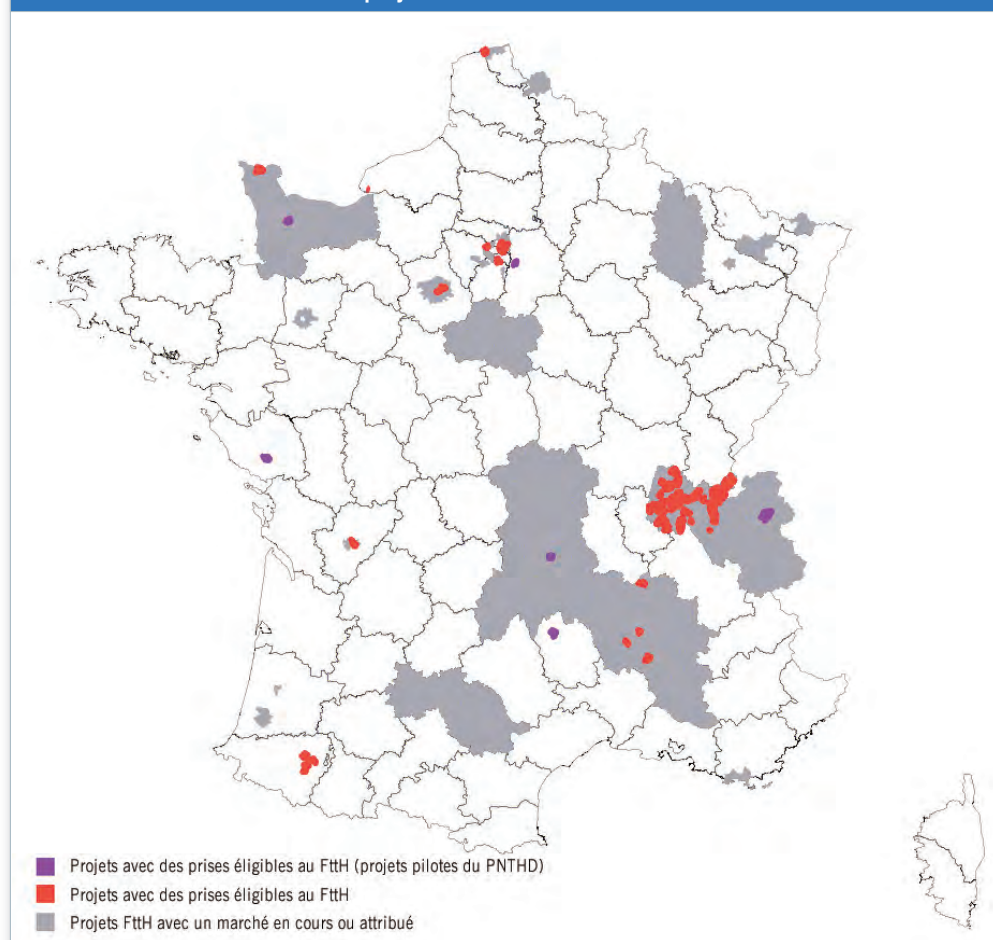 Projets avec des prises éligibles au FttH (projets pilotes du PNTHD)
Projets avec des prises éligibles au FttH
Projets FttH avec un marché en cours ou attribué